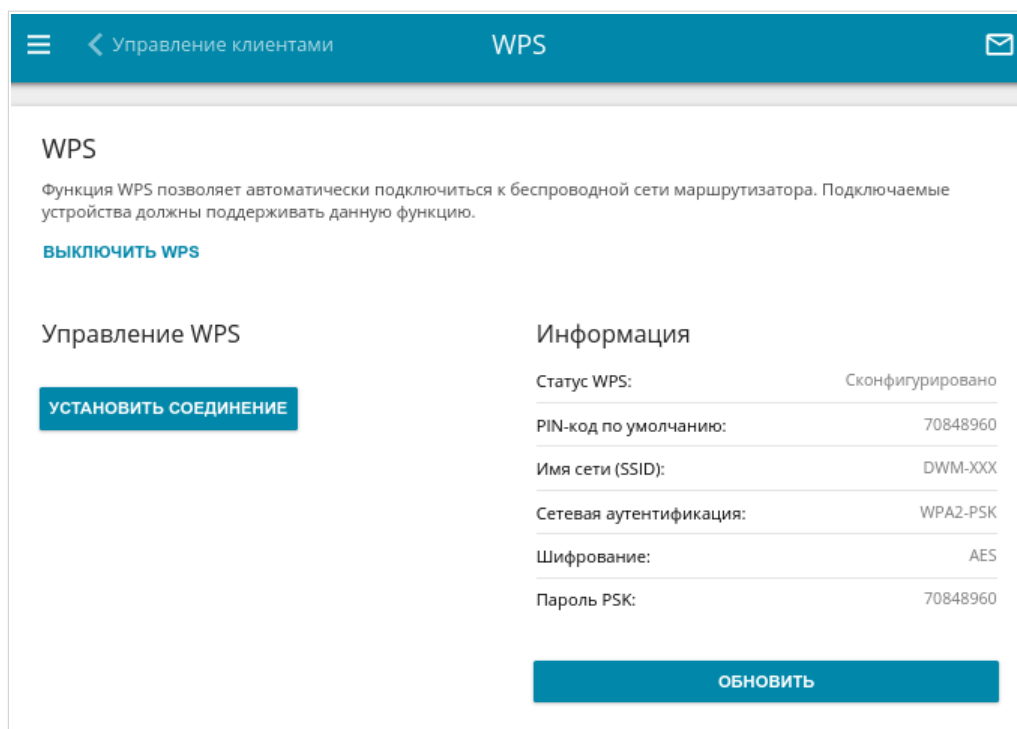 Управление клиентами
WPS
WPS
Функция WPS позволяет автоматически подключиться к беспроводной сети маршрутизатора. Подключаемые
устройства должны поддерживать данную функцию.
ВЫКЛЮЧИТЬ WPS
Управление WPS
УСТАНОВИТЬ СОЕДИНЕНИЕ
Информация
Статус WPS: Сконфигурировано
PIN-код по умолчанию: 70848960
Имя сети (SSID): DWM-XXX
Сетевая аутентификация: WPA2-PSK
Шифрование: AES
Пароль PSK: 70848960
ОБНОВИТЬ